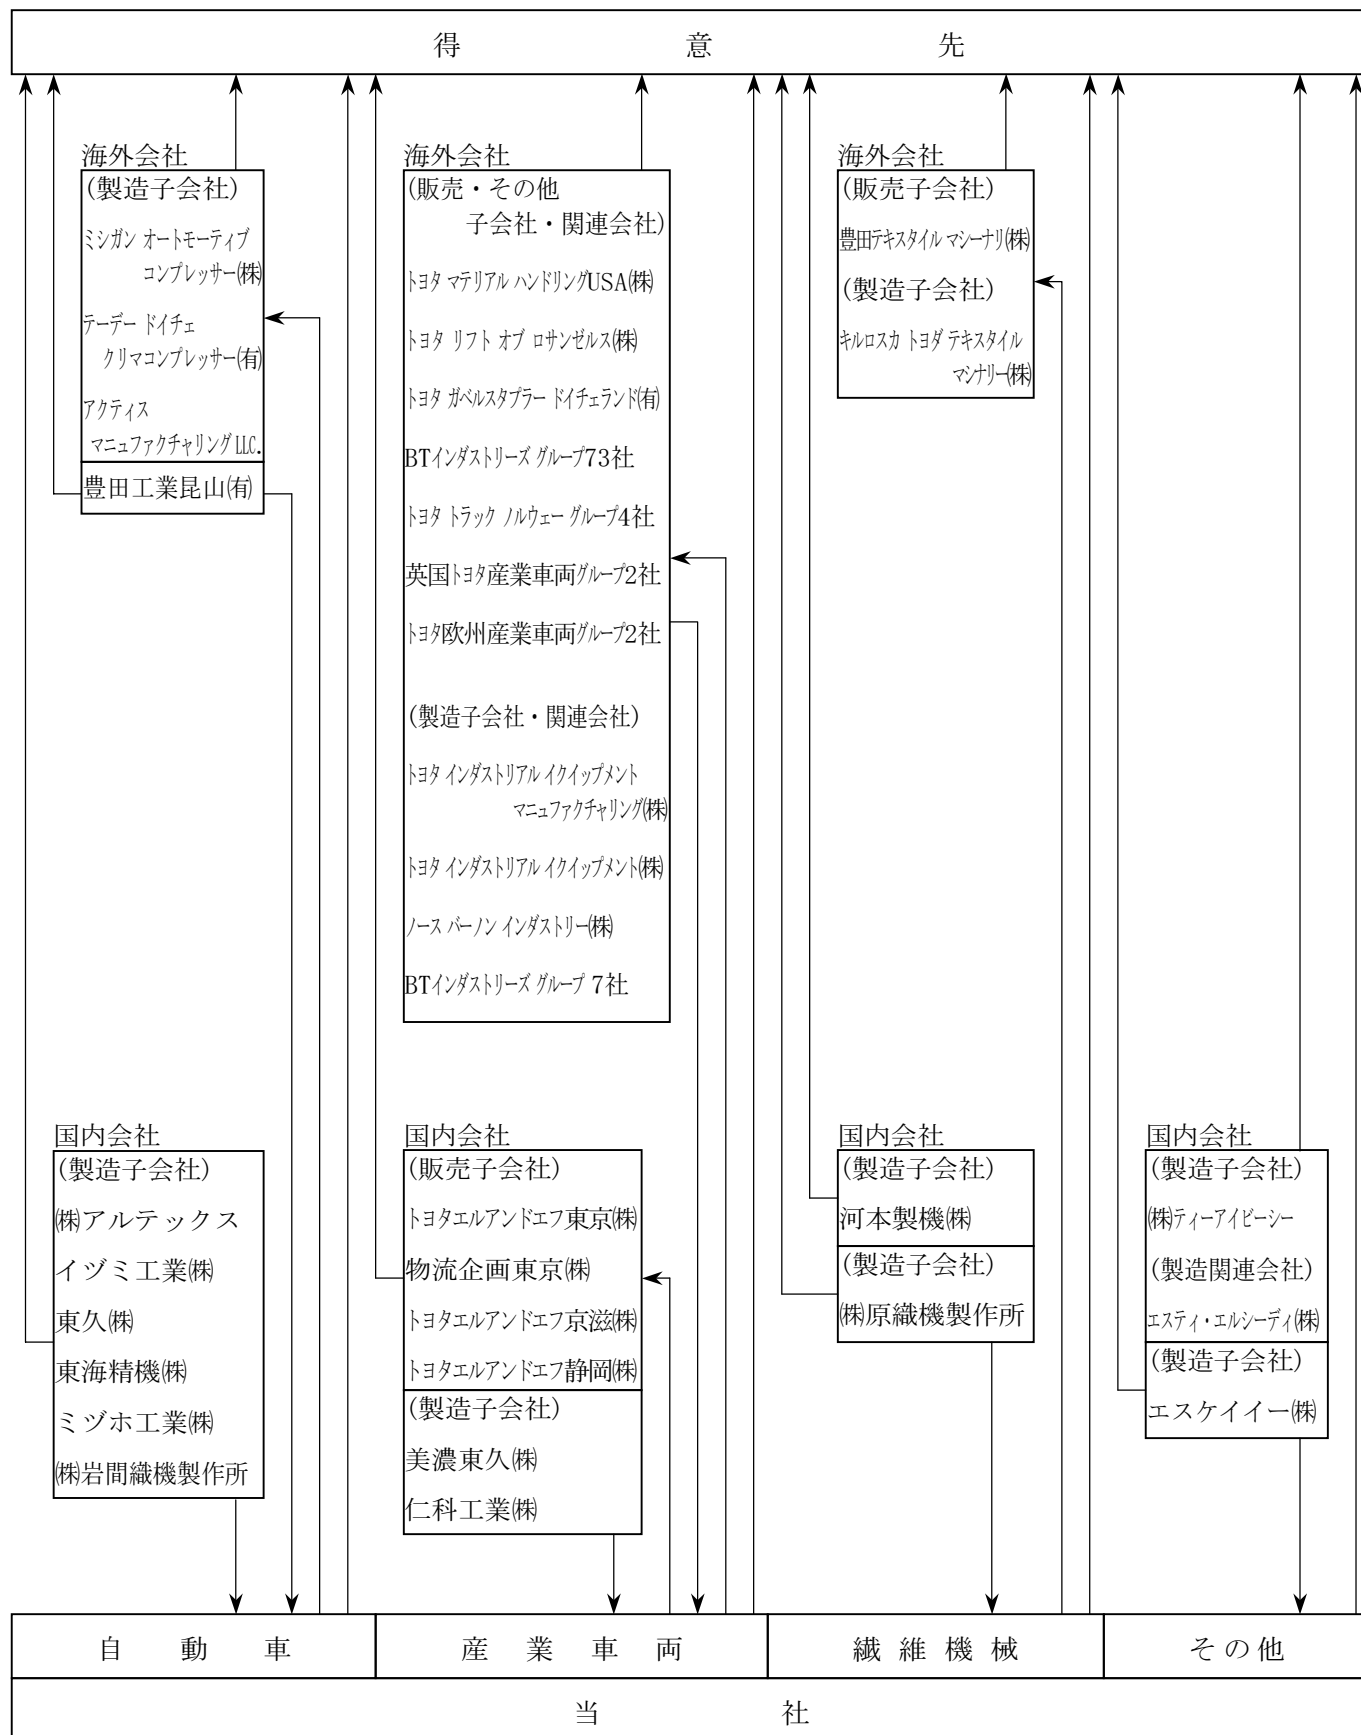 得意先
海外会社
(製造子会社)
ミシガン オートモーティブ
コンプレッサー㈱
テーデー ドイチェ
クリマコンプレッサー㈲
アクティス
マニュファクチャリング LLC.
豊田工業昆山㈲
海外会社
(販売・その他
子会社・関連会社)
トヨタ マテリアル ハンドリングUSA㈱
トヨタ リフト オブ ロサンゼルス㈱
トヨタ ガベルスタプラー ドイチェランド㈲
BTインダストリーズ グループ73社
トヨタ トラック ノルウェー グループ4社
英国トヨタ産業車両グループ2社
トヨタ欧州産業車両グループ2社
(製造子会社・関連会社)
トヨタ インダストリアル イクイップメント
マニュファクチャリング㈱
トヨタ インダストリアル イクイップメント㈱
ノース バーノン インダストリー㈱
BTインダストリーズ グループ 7社
海外会社
(販売子会社)
豊田テキスタイル マシーナリ㈱
(製造子会社)
キルロスカ トヨダ テキスタイル
マシナリー㈱
国内会社
(製造子会社)
㈱アルテックス
イヅミ工業㈱
東久㈱
東海精機㈱
ミヅホ工業㈱
㈱岩間織機製作所
国内会社
(販売子会社)
トヨタエルアンドエフ東京㈱
物流企画東京㈱
トヨタエルアンドエフ京滋㈱
トヨタエルアンドエフ静岡㈱
(製造子会社)
美濃東久㈱
仁科工業㈱
国内会社
(製造子会社)
河本製機㈱
(製造子会社)
㈱原織機製作所
国内会社
(製造子会社)
㈱ティーアイビーシー
(製造関連会社)
エスティ・エルシーディ㈱
(製造子会社)
エスケイイー㈱
自動車
産業車両
繊維機械
その他
当社